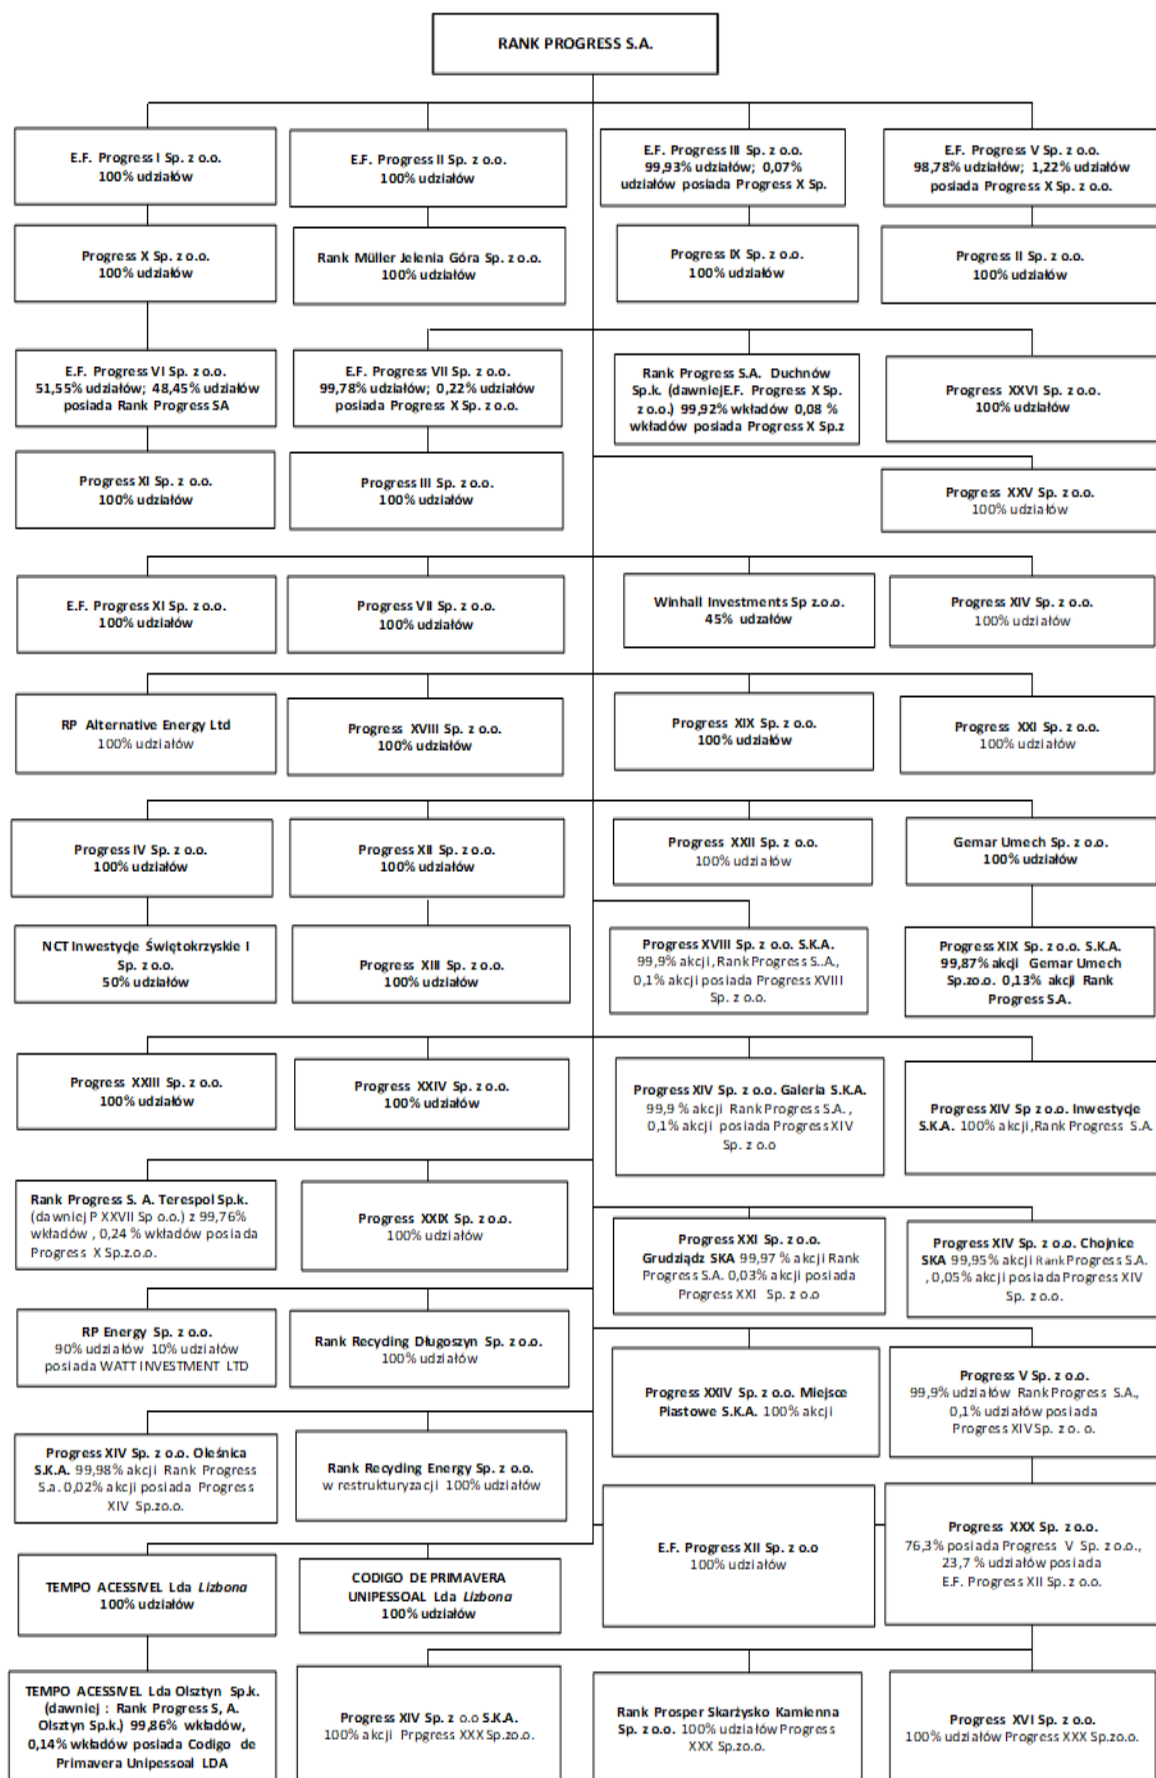 RANK PROGRESS S.A.
E.F. Progress I Sp. z o.o.
100% udziałów
E.F. Progress II Sp. z o.o.
100% udziałów
E.F. Progress III Sp. z o.o.
99,93% udziałów; 0,07%
udziałów posiada Progress X Sp.
E.F. Progress V Sp. z o.o.
98,78% udziałów; 1,22% udziałów
posiada Progress X Sp. z o.o.
Progress X Sp. z o.o.
100% udziałów
Rank Müller Jelenia Góra Sp. z o.o.
100% udziałów
Progress IX Sp. z o.o.
100% udziałów
Progress II Sp. z o.o.
100% udziałów
E.F. Progress VI Sp. z o.o.
51,55% udziałów; 48,45% udziałów
posiada Rank Progress SA
E.F. Progress VII Sp. z o.o.
99,78% udziałów; 0,22% udziałów
posiada Progress X Sp. z o.o.
Rank Progress S.A. Duchnów
Sp.k. (dawniejE.F. Progress X Sp.
z o.o.) 99,92% wkładów 0,08 %
wkładów posiada Progress X Sp.z
Progress XXVI Sp. z o.o.
100% udziałów
Progress XI Sp. z o.o.
100% udziałów
Progress III Sp. z o.o.
100% udziałów
Progress XXV Sp. z o.o.
100% udziałów
E.F. Progress XI Sp. z o.o.
100% udziałów
Progress VII Sp. z o.o.
100% udziałów
Winhall Investments Sp z.o.o.
45% udzałów
Progress XIV Sp. z o.o.
100% udziałów
RP Alternative Energy Ltd
100% udziałów
Progress XVIII Sp. z o.o.
100% udziałów
Progress XIX Sp. z o.o.
100% udziałów
Progress XXI Sp. z o.o.
100% udziałów
Progress IV Sp. z o.o.
100% udziałów
Progress XII Sp. z o.o.
100% udziałów
Progress XXII Sp. z o.o.
100% udziałów
Gemar Umech Sp. z o.o.
100% udziałów
NCT Inwestycje Świętokrzyskie I
Sp. z o.o.
50% udziałów
Progress XIII Sp. z o.o.
100% udziałów
Progress XVIII Sp. z o.o. S.K.A.
99,9% akcji, Rank Progress S..A,
0,1% akcji posiada Progress XVIII
Sp. z o.o.
Progress XIX Sp. z o.o. S.K.A.
99,87% akcji Gemar Umech
Sp.zo.o. 0,13% akcji Rank
Progress S.A.
Progress XXIII Sp. z o.o.
100% udziałów
Progress XXIV Sp. z o.o.
100% udziałów
Progress XIV Sp. z o.o. Galeria S.K.A.
99,9 % akcji Rank Progress S.A. ,
0,1% akcji posiada Progress XIV
Sp. z o.o
Progress XIV Sp z o.o. Inwestycje
S.K.A. 100% akcji,Rank Progress S.A.
Rank Progress S. A. Terespol Sp.k.
(dawniej P XXVII Sp o.o.) z 99,76%
wkładów , 0,24 % wkładów posiada
Progress X Sp.z.o.o.
Progress XXIX Sp. z o.o.
100% udziałów
Progress XXI Sp. z o.o.
Grudziądz SKA 99,97 % akcji Rank
Progress S.A. 0,03% akcji posiada
Progress XXI Sp. z o.o
Progress XIV Sp. z o.o. Chojnice
SKA 99,95% akcji Rank Progress S.A.
, 0,05% akcji posiada Progress XIV
Sp. z o.o.
RP Energy Sp. z o.o.
90% udziałów 10% udziałów
posiada WATT INVESTMENT LTD
Rank Recyding Długoszyn Sp. z o.o.
100% udziałów
Progress XXIV Sp. z o.o. Miejsce
Piastowe S.K.A. 100% akcji
Progress V Sp. z o.o.
99,9% udziałów Rank Progress S.A.,
0,1% udziałów posiada
Progress XIV Sp. z o. o.
Progress XIV Sp. z o.o. Oleśnica
S.K.A. 99,98% akcji Rank Progress
S.a. 0,02% akcji posiada Progress
XIV Sp.zo.o.
Rank Recyding Energy Sp. z o.o.
w restrukturyzacji 100% udziałów
E.F. Progress XII Sp. z o.o
100% udziałów
Progress XXX Sp. z o.o.
76,3% posiada Progress V Sp. z o.o.,
23,7 % udziałów posiada
E.F. Progress XII Sp. z o.o.
TEMPO ACESSIVEL Lda Lizbona
100% udziałów
CODIGO DE PRIMAVERA
UNIPESSOAL Lda Lizbona
100% udziałów
TEMPO ACESSIVEL Lda Olsztyn Sp.k.
(dawniej : Rank Progress S, A.
Olsztyn Sp.k.) 99,86% wkładów,
0,14% wkładów posiada Codigo de
Primavera Unipessoal LDA
Progress XIV Sp. z o.o S.K.A.
100% akcji Prpgress XXX Sp.zo.o.
Rank Prosper Skarżysko Kamienna
Sp. z o.o. 100% udziałów Progress
XXX Sp.zo.o.
Progress XVI Sp. z o.o.
100% udziałów Progress XXX Sp.zo.o.